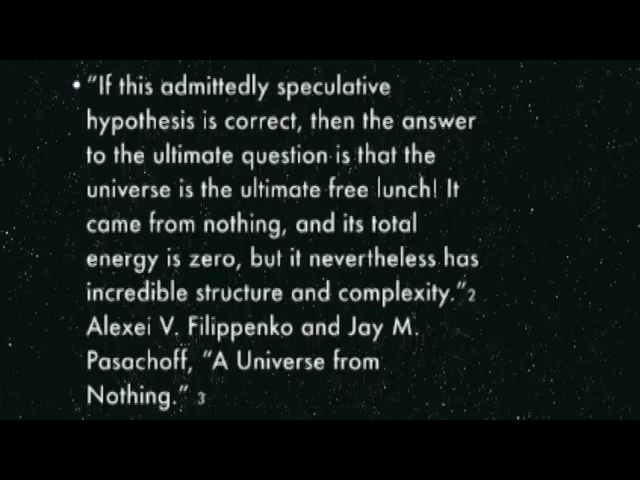 • "If this admittedly speculative
hypothesis is correct, then the answer
to the ultimate question is that the
universe is the ultimate free lunch! It
came from nothing, and its total
energy is zero, but it nevertheless has
incredible structure and complexity."2
Alexei V. Filippenko and Jay M.
Pasachoff, "A Universe from
Nothing." 3